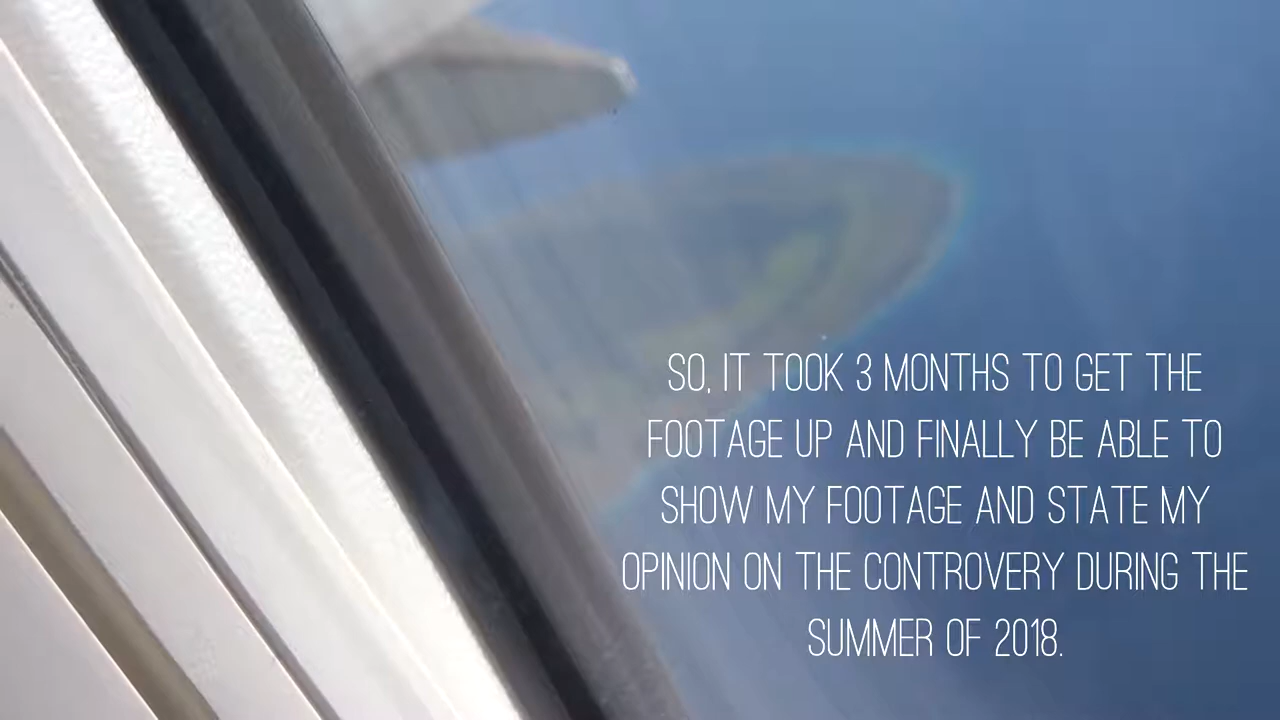 SO, IT TOOK 3 MONTHS TO GET THE
FOOTAGE UP AND FINALLY BE ABLE TO
SHOW MY FOOTAGE AND STATE MY
OPINION ON THE CONTROVERY DURING THE
SUMMER OF 2018.